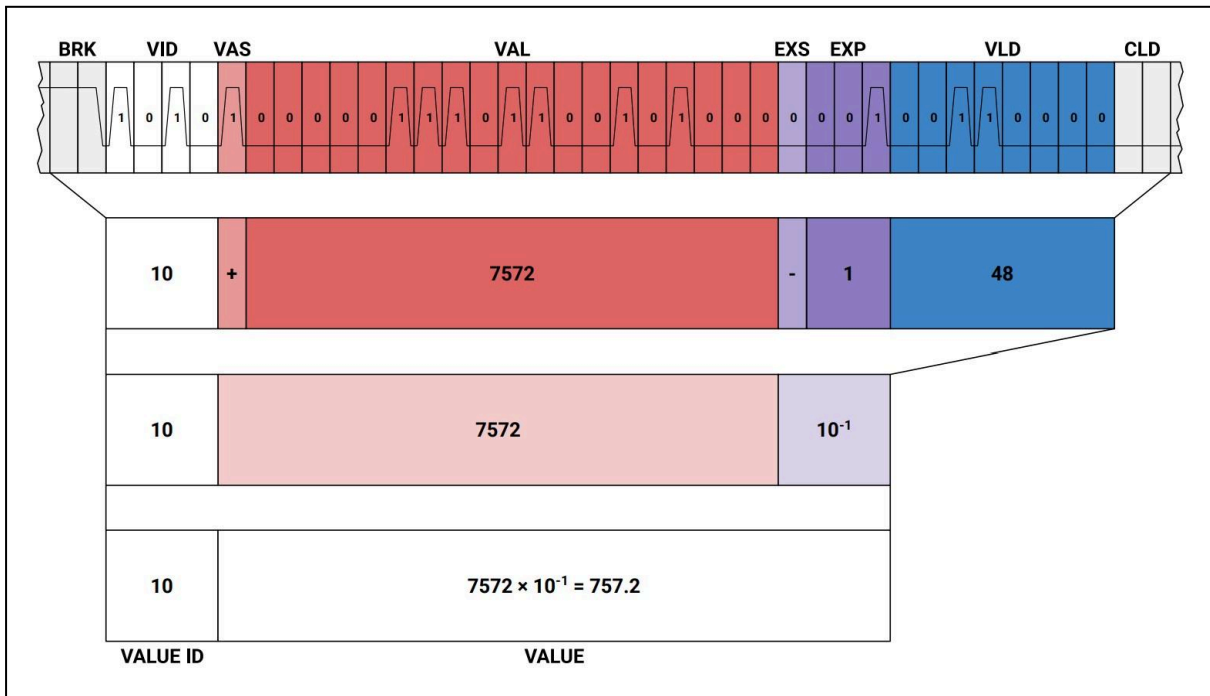 BRK VID VAS VAL EXS EXP VLD CLD
1 0 1 0 1 0 0 0 0 0 1 1 1 0 1 1 0 0 1 0 1 0 0 0 0 0 0 1 0 0 1 1 0 0 0 0
10 + 7572 - 1 48
10 7572 10⁻¹
10 7572 × 10⁻¹ = 757.2
VALUE ID VALUE